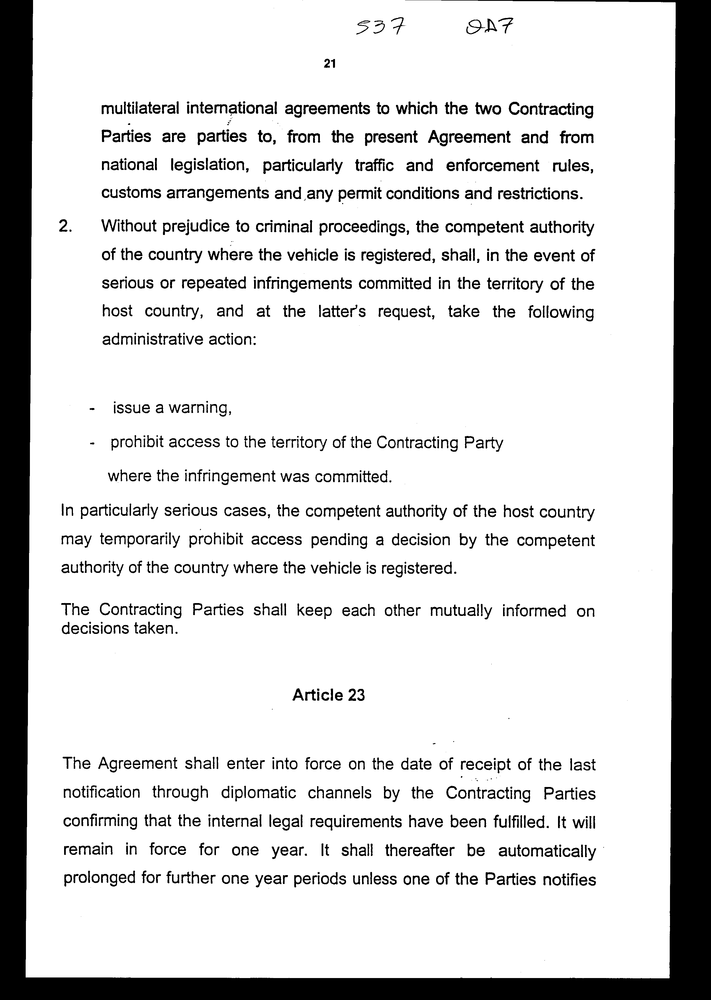 537
21
multilateral international agreements to which the two Contracting
Parties are parties to, from the present Agreement and from
national legislation, particularly traffic and enforcement rules,
customs arrangements and any permit conditions and restrictions.
2. Without prejudice to criminal proceedings, the competent authority
of the country where the vehicle is registered, shall, in the event of
serious or repeated infringements committed in the territory of the
host country, and at the latter's request, take the following
administrative action:
- issue a warning,
- prohibit access to the territory of the Contracting Party
where the infringement was committed.
In particularly serious cases, the competent authority of the host country
may temporarily prohibit access pending a decision by the competent
authority of the country where the vehicle is registered.
The Contracting Parties shall keep each other mutually informed on
decisions taken.
Article 23
The Agreement shall enter into force on the date of receipt of the last
notification through diplomatic channels by the Contracting Parties
confirming that the internal legal requirements have been fulfilled. It will
remain in force for one year. It shall thereafter be automatically
prolonged for further one year periods unless one of the Parties notifies